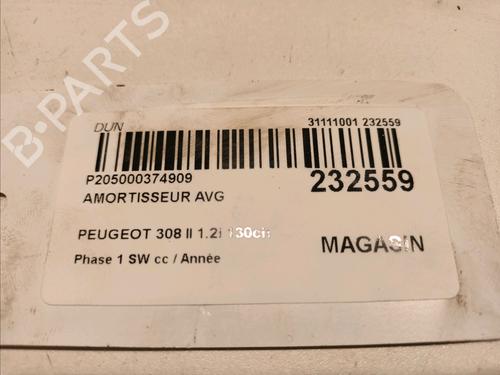 B-PARTS
DUN
31111001 232559
P205000374909
232559
AMORTISSEUR AVG
PEUGEOT 308 II 1.2i 130ch
MAGASIN
Phase 1 SW cc / Année